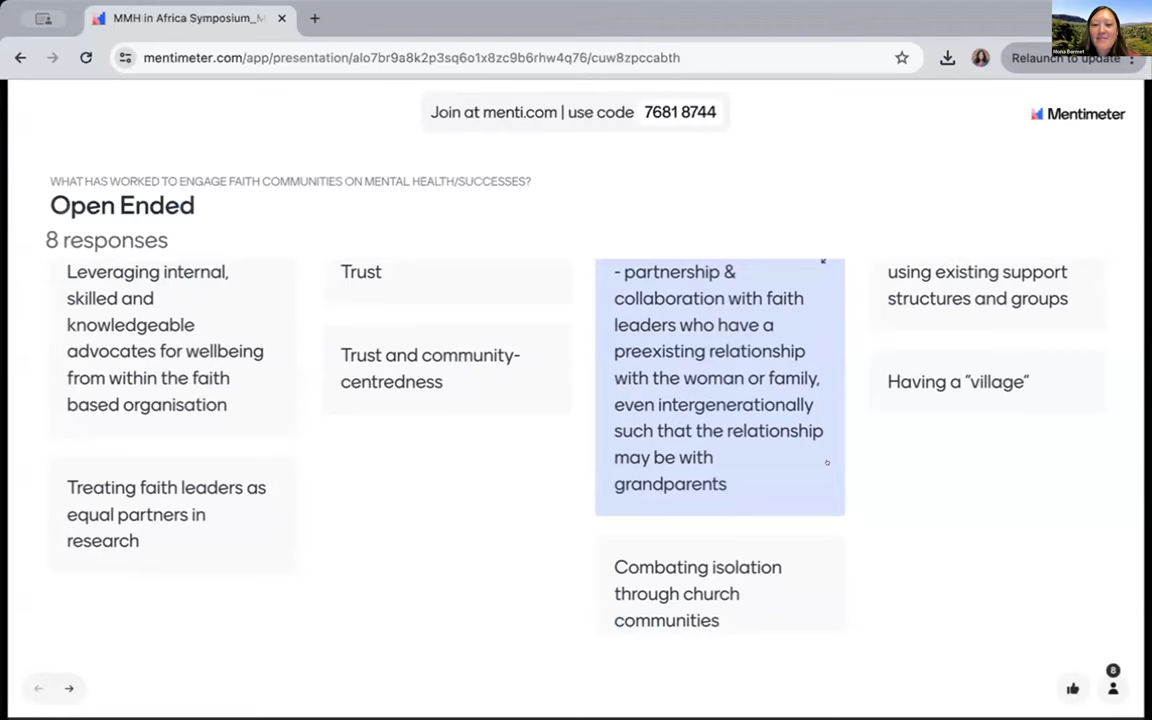 MMH in Africa Symposium_M
mentimeter.com/app/presentation/alo7br9a8k2p3sq6o1x8zc9b6rhw4q76/cuw8zpccabth
Relaunch to update
Mona Bormet
Join at menti.com | use code 7681 8744
Mentimeter
WHAT HAS WORKED TO ENGAGE FAITH COMMUNITIES ON MENTAL HEALTH/SUCCESSES?
Open Ended
8 responses
Leveraging internal,
skilled and
knowledgeable
advocates for wellbeing
from within the faith
based organisation
Treating faith leaders as
equal partners in
research
Trust
Trust and community-
centredness
- partnership &
collaboration with faith
leaders who have a
preexisting relationship
with the woman or family,
even intergenerationally
such that the relationship
may be with
grandparents
Combating isolation
through church
communities
using existing support
structures and groups
Having a "village"
8